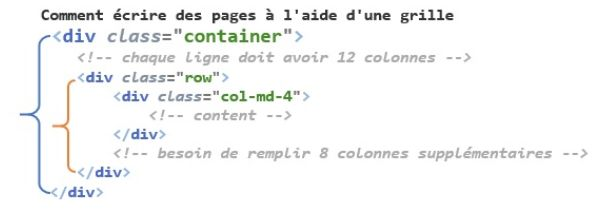 Comment écrire des pages à l'aide d'une grille
<div class="container">
<!-- chaque ligne doit avoir 12 colonnes -->
<div class="row">
<div class="col-md-4">
<!-- content -->
</div>
<!-- besoin de remplir 8 colonnes supplémentaires -->
</div>
</div>